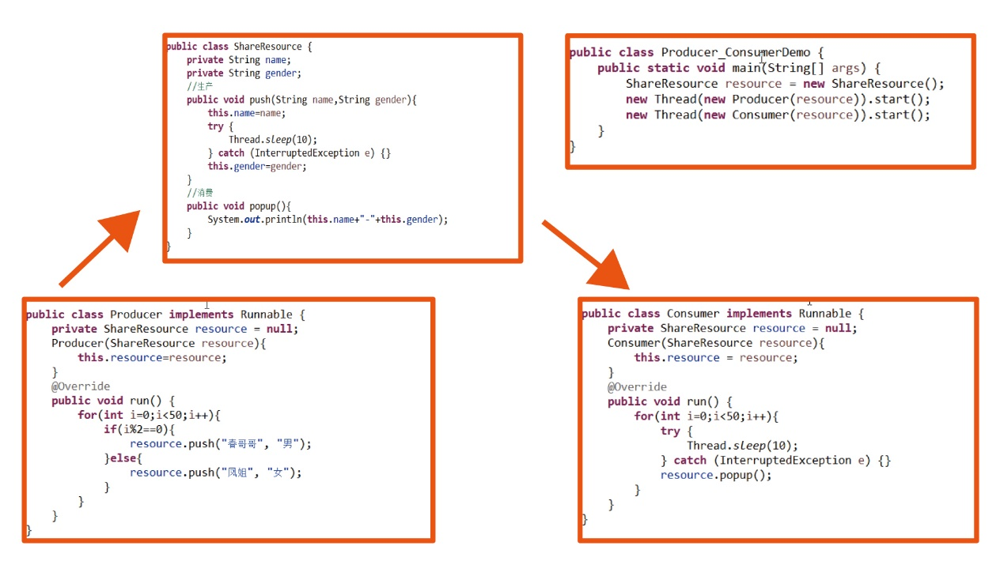 public class ShareResource {
private String name;
private String gender;
//生产
public void push(String name,String gender){
this.name=name;
try {
Thread.sleep(10);
} catch (InterruptedException e) {}
this.gender=gender;
}
//消费
public void popup(){
System.out.println(this.name+"-"+this.gender);
}
}
public class Producer_ConsumerDemo {
public static void main(String[] args) {
ShareResource resource = new ShareResource();
new Thread(new Producer(resource)).start();
new Thread(new Consumer(resource)).start();
}
}
public class Producer implements Runnable {
private ShareResource resource = null;
Producer(ShareResource resource){
this.resource=resource;
}
@Override
public void run() {
for(int i=0;i<50;i++){
if(i%2==0){
resource.push("春哥哥", "男");
}else{
resource.push("凤姐", "女");
}
}
}
}
public class Consumer implements Runnable {
private ShareResource resource = null;
Consumer(ShareResource resource){
this.resource = resource;
}
@Override
public void run() {
for(int i=0;i<50;i++){
try {
Thread.sleep(10);
} catch (InterruptedException e) {}
resource.popup();
}
}
}